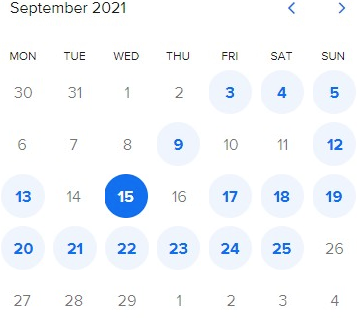 September 2021
MON TUE WED THU FRI SAT SUN
30 31 1 2 3 4 5
6 7 8 9 10 11 12
13 14 15 16 17 18 19
20 21 22 23 24 25 26
27 28 29 1 2 3 4